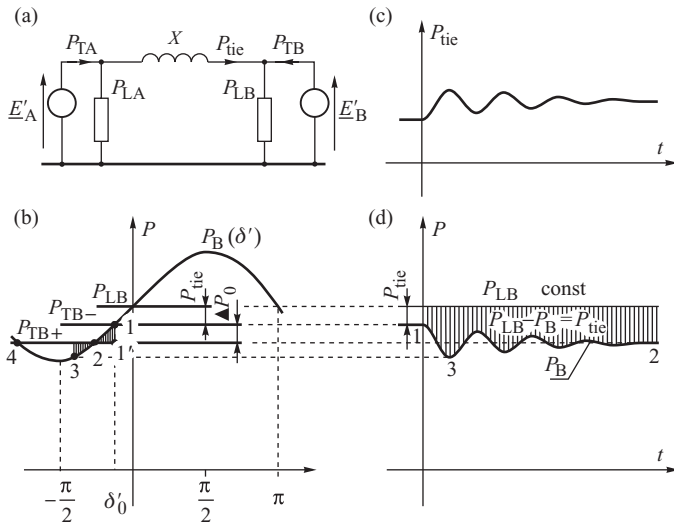 (a)
P_TA
X
P_tie
P_TB
P_LA
P_LB
E′_A
E′_B
(c)
P_tie
t
(b)
P
P_B(δ′)
P_LB
P_TB−
P_TB+
P_tie
▲P_0
1
1′
2
3
4
−π/2
δ′_0
π/2
π
(d)
P
P_tie
P_LB const
P_LB−P_B=P_tie
1
2
3
P_B
t